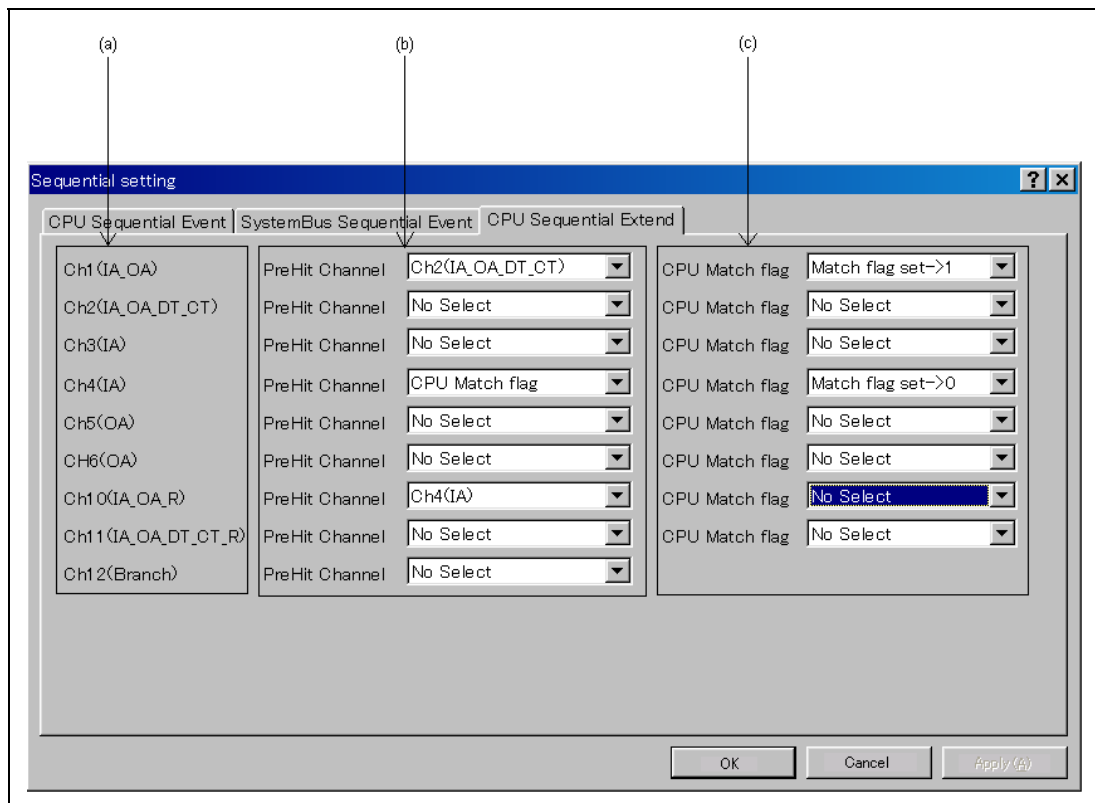 (a) (b) (c)
Sequential setting
CPU Sequential Event SystemBus Sequential Event CPU Sequential Extend
Ch1(IA_OA) PreHit Channel Ch2(IA_OA_DT_CT) CPU Match flag Match flag set->1
Ch2(IA_OA_DT_CT) PreHit Channel No Select CPU Match flag No Select
Ch3(IA) PreHit Channel No Select CPU Match flag No Select
Ch4(IA) PreHit Channel CPU Match flag CPU Match flag Match flag set->0
Ch5(OA) PreHit Channel No Select CPU Match flag No Select
CH6(OA) PreHit Channel No Select CPU Match flag No Select
Ch10(IA_OA_R) PreHit Channel Ch4(IA) CPU Match flag No Select
Ch11(IA_OA_DT_CT_R) PreHit Channel No Select CPU Match flag No Select
Ch12(Branch) PreHit Channel No Select
OK Cancel Apply(A)